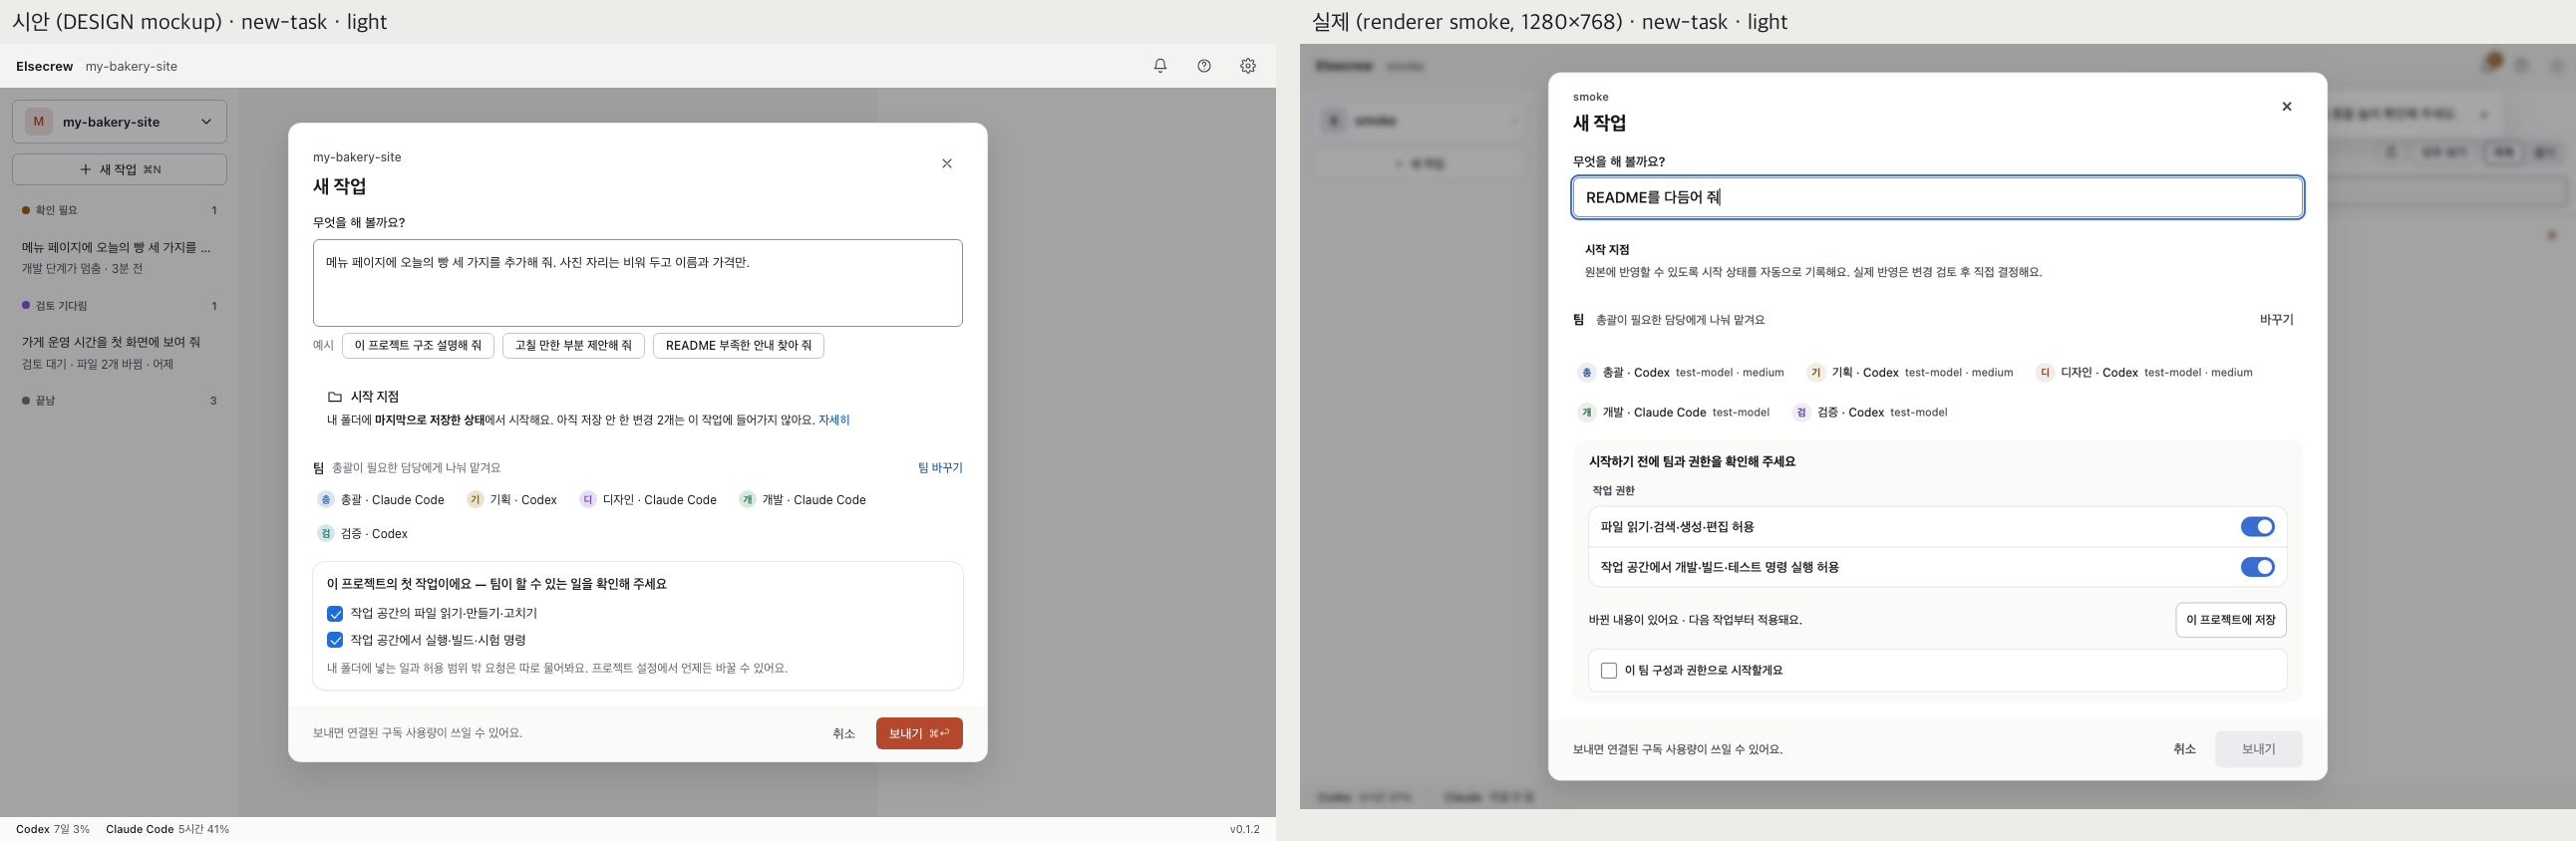 시안 (DESIGN mockup) · new-task · light
Elsecrew my-bakery-site
M my-bakery-site
+ 새 작업 ⌘N
확인 필요 1
메뉴 페이지에 오늘의 빵 세 가지를 ...
개발 단계가 멈춤 · 3분 전
검토 기다림 1
가게 운영 시간을 첫 화면에 보여 줘
검토 대기 · 파일 2개 바뀜 · 어제
끝남 3
my-bakery-site
새 작업
무엇을 해 볼까요?
메뉴 페이지에 오늘의 빵 세 가지를 추가해 줘. 사진 자리는 비워 두고 이름과 가격만.
예시 이 프로젝트 구조 설명해 줘 고칠 만한 부분 제안해 줘 README 부족한 안내 찾아 줘
시작 지점
내 폴더에 마지막으로 저장한 상태에서 시작해요. 아직 저장 안 한 변경 2개는 이 작업에 들어가지 않아요. 자세히
팀 총괄이 필요한 담당에게 나눠 맡겨요 팀 바꾸기
총 총괄 · Claude Code 기 기획 · Codex 디 디자인 · Claude Code 개 개발 · Claude Code
검 검증 · Codex
이 프로젝트의 첫 작업이에요 — 팀이 할 수 있는 일을 확인해 주세요
작업 공간의 파일 읽기·만들기·고치기
작업 공간에서 실행·빌드·시험 명령
내 폴더에 넣는 일과 허용 범위 밖 요청은 따로 물어봐요. 프로젝트 설정에서 언제든 바꿀 수 있어요.
보내면 연결된 구독 사용량이 쓰일 수 있어요. 취소 보내기 ⌘↵
Codex 7일 3% Claude Code 5시간 41% v0.1.2
실제 (renderer smoke, 1280×768) · new-task · light
Elsecrew smoke
smoke
+ 새 작업
smoke
새 작업
무엇을 해 볼까요?
README를 다듬어 줘
시작 지점
원본에 반영할 수 있도록 시작 상태를 자동으로 기록해요. 실제 반영은 변경 검토 후 직접 결정해요.
팀 총괄이 필요한 담당에게 나눠 맡겨요 바꾸기
총 총괄 · Codex test-model · medium 기 기획 · Codex test-model · medium 디 디자인 · Codex test-model · medium
개 개발 · Claude Code test-model 검 검증 · Codex test-model
시작하기 전에 팀과 권한을 확인해 주세요
작업 권한
파일 읽기·검색·생성·편집 허용
작업 공간에서 개발·빌드·테스트 명령 실행 허용
바뀐 내용이 있어요 · 다음 작업부터 적용돼요. 이 프로젝트에 저장
이 팀 구성과 권한으로 시작할게요
보내면 연결된 구독 사용량이 쓰일 수 있어요. 취소 보내기
Codex Claude